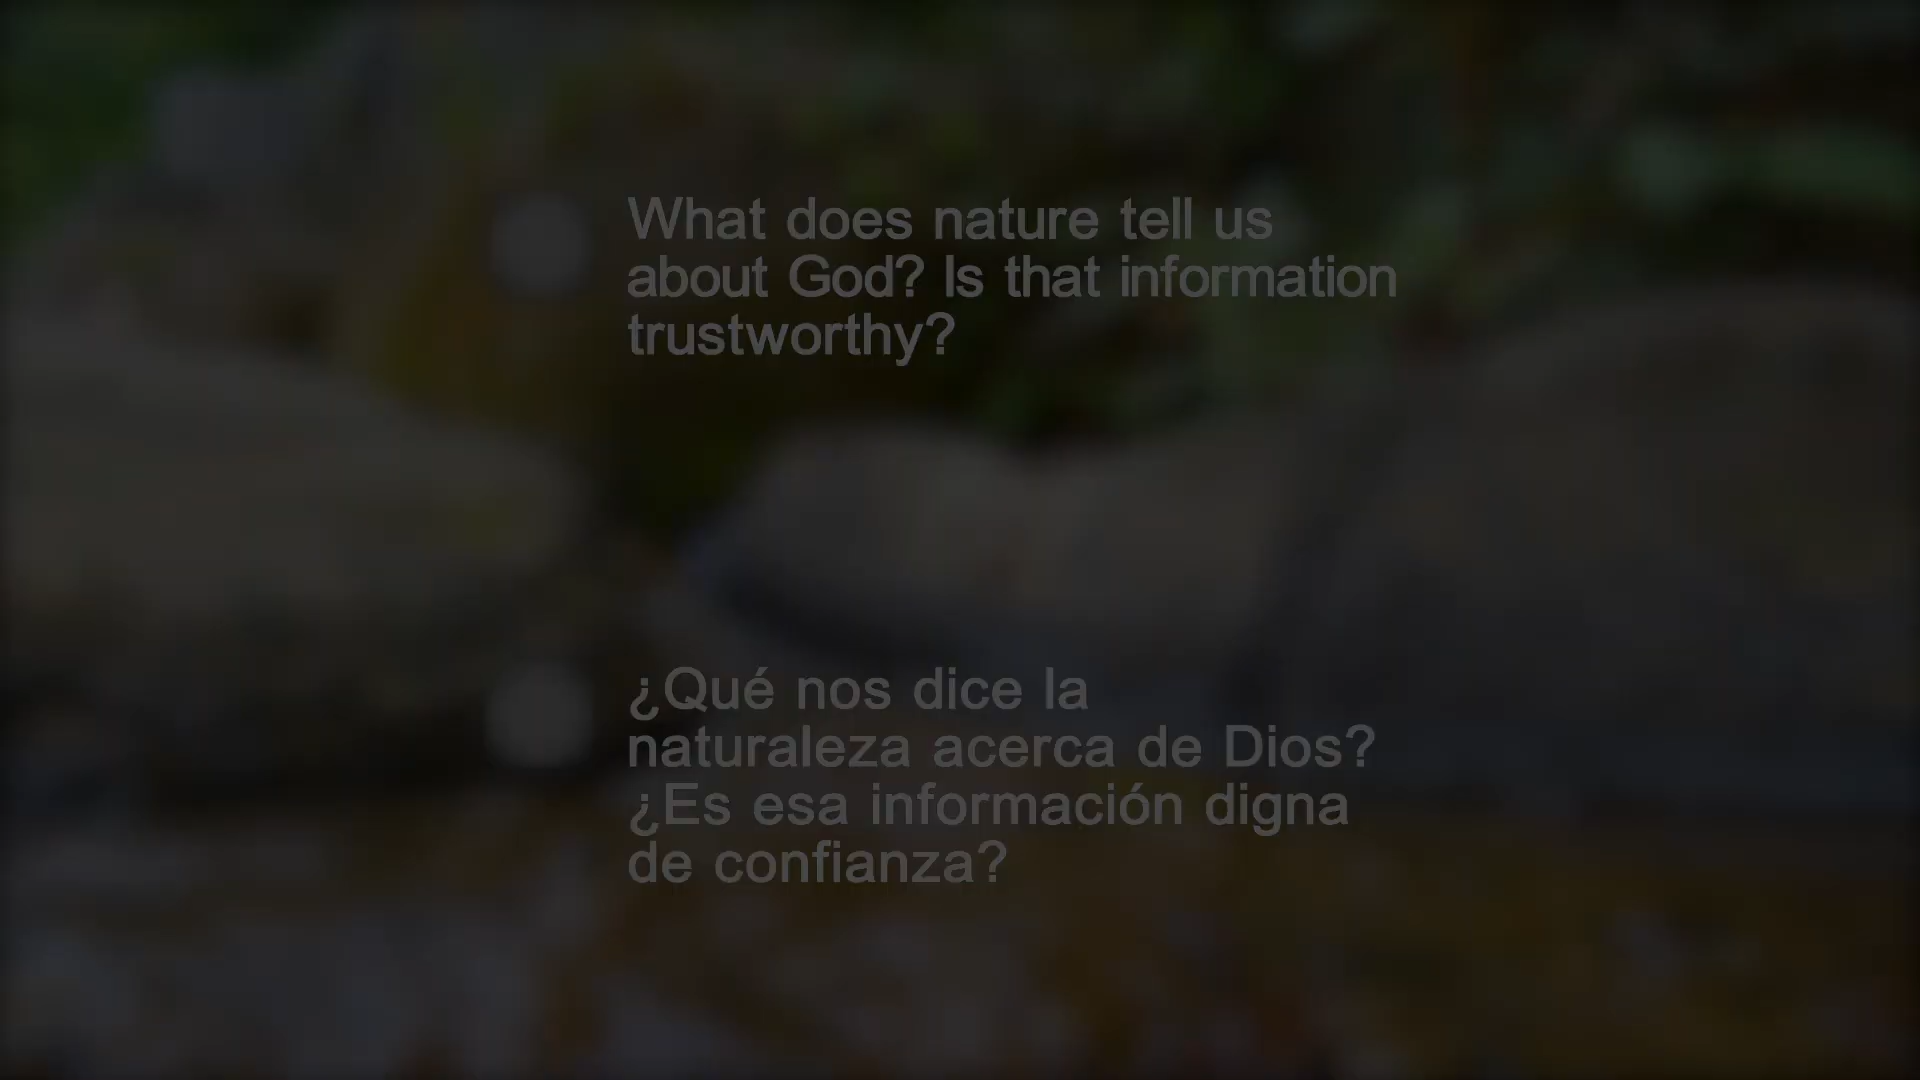 What does nature tell us
about God? Is that information
trustworthy?
¿Qué nos dice la
naturaleza acerca de Dios?
¿Es esa información digna
de confianza?